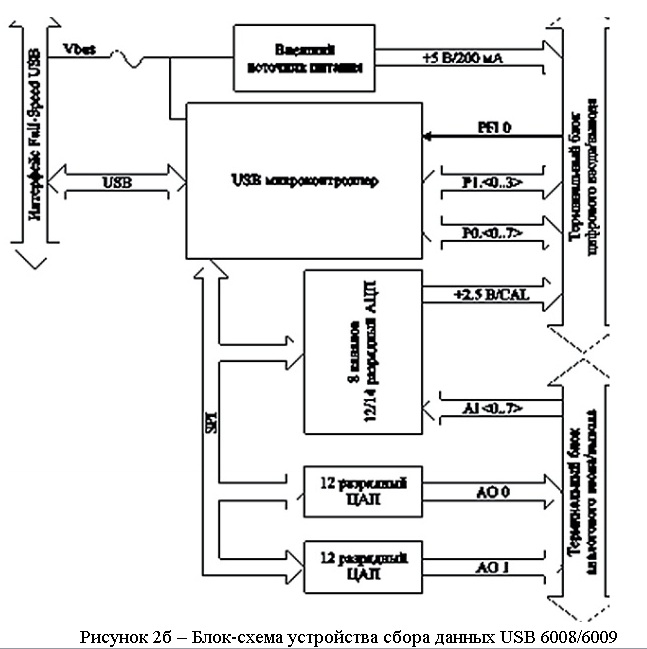 Vbus
Внешний
источник питания
+5 В/200 мА
Интерфейс Full-Speed USB
PFI 0
USB
USB микроконтроллер
P1.<0..3>
P0.<0..7>
Терминальный блок
цифрового ввода/вывода
+2.5 В/CAL
8 каналов
12/14 разрядный АЦП
SPI
AI<0..7>
12 разрядный
ЦАП
AO 0
Терминальный блок
аналогового ввода/вывода
12 разрядный
ЦАП
AO 1
Рисунок 2б – Блок-схема устройства сбора данных USB 6008/6009